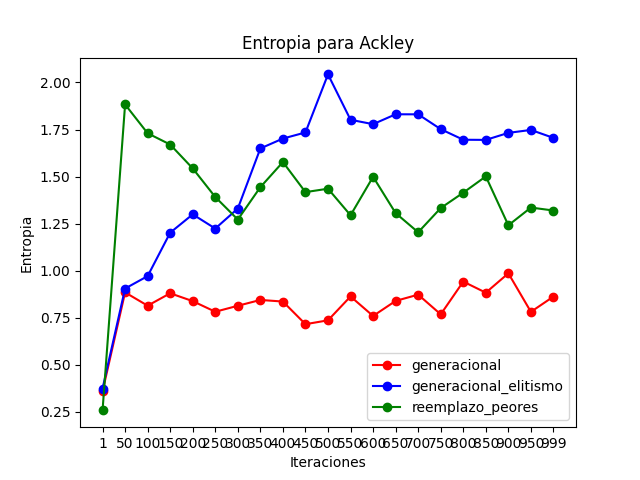 Entropia para Ackley
2.00
1.75
1.50
1.25
1.00
0.75
0.50
0.25
Entropia
generacional
generacional_elitismo
reemplazo_peores
1 50 100 150 200 250 300 350 400 450 500 550 600 650 700 750 800 850 900 950 999
Iteraciones